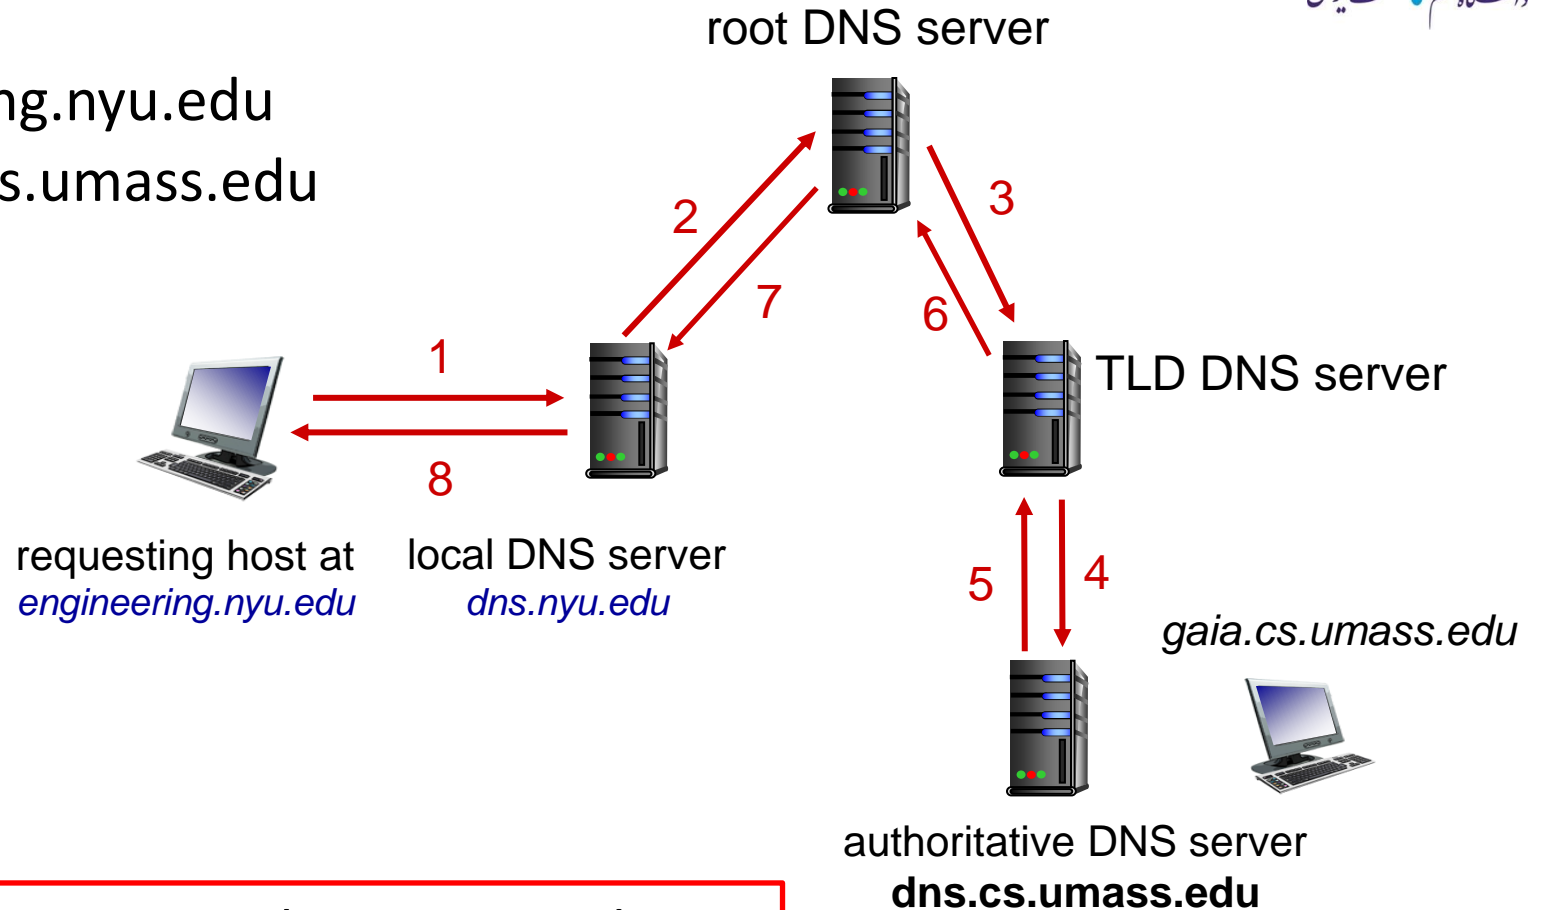 root DNS server
ng.nyu.edu
s.umass.edu
2
3
7
6
1
TLD DNS server
8
requesting host at
engineering.nyu.edu
local DNS server
dns.nyu.edu
5
4
gaia.cs.umass.edu
authoritative DNS server
dns.cs.umass.edu